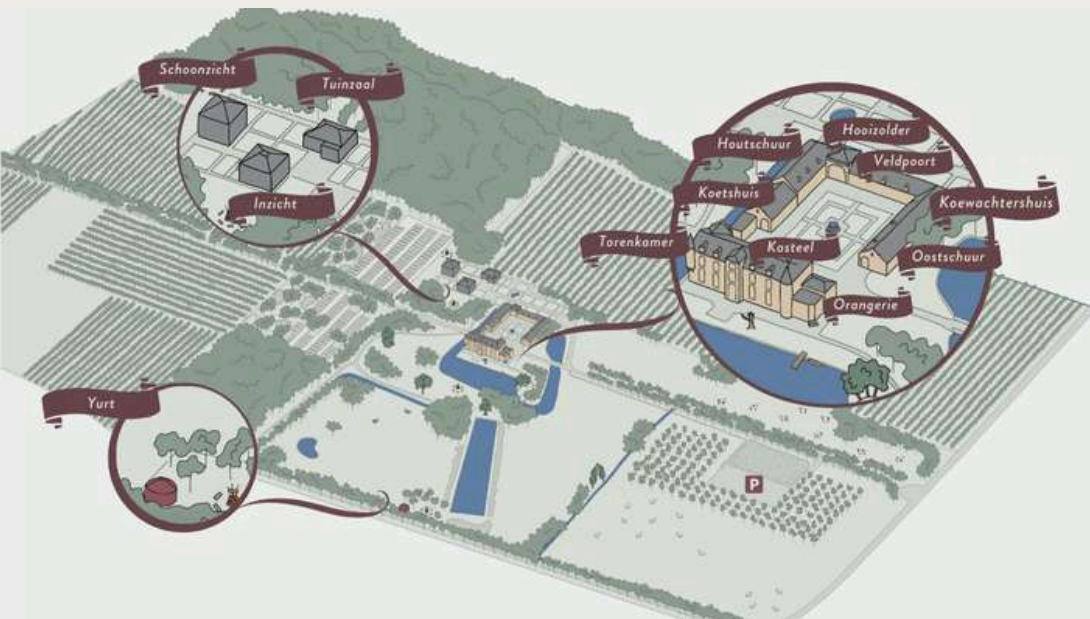 Schoonzicht
Tuinzaal
Inzicht
Houtschuur
Hooizolder
Veldpoort
Koetshuis
Koewachtershuis
Torenkamer
Kasteel
Oostschuur
Orangerie
Yurt
P